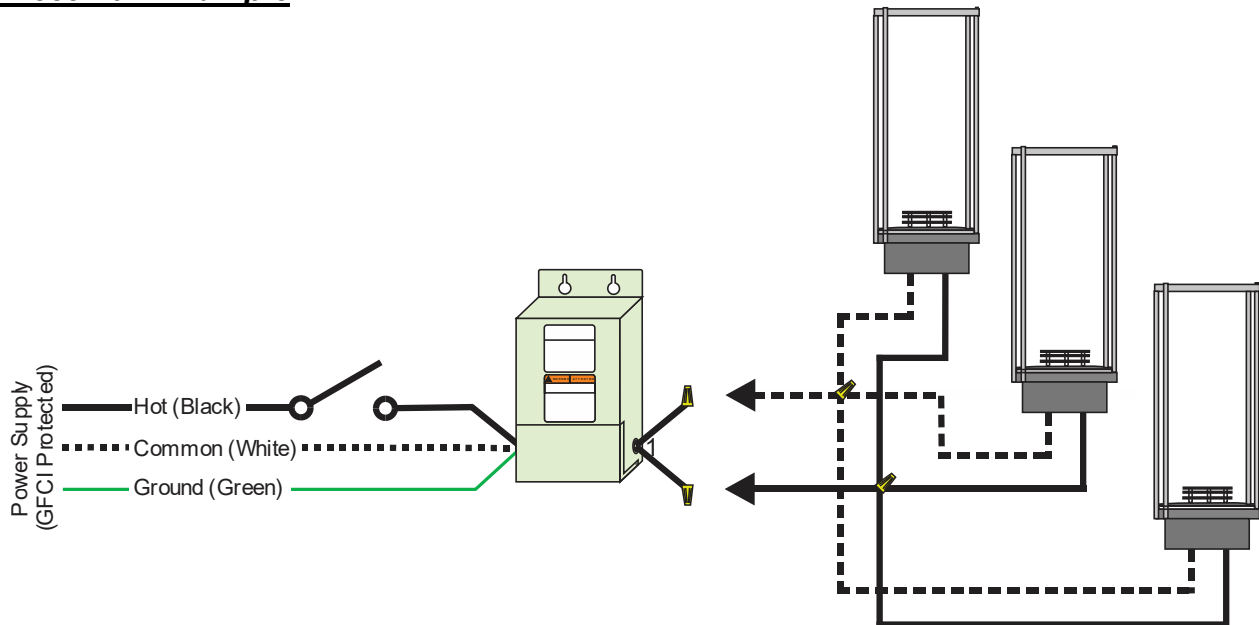 Power Supply
(GFCI Protected)
Hot (Black)
Common (White)
Ground (Green)